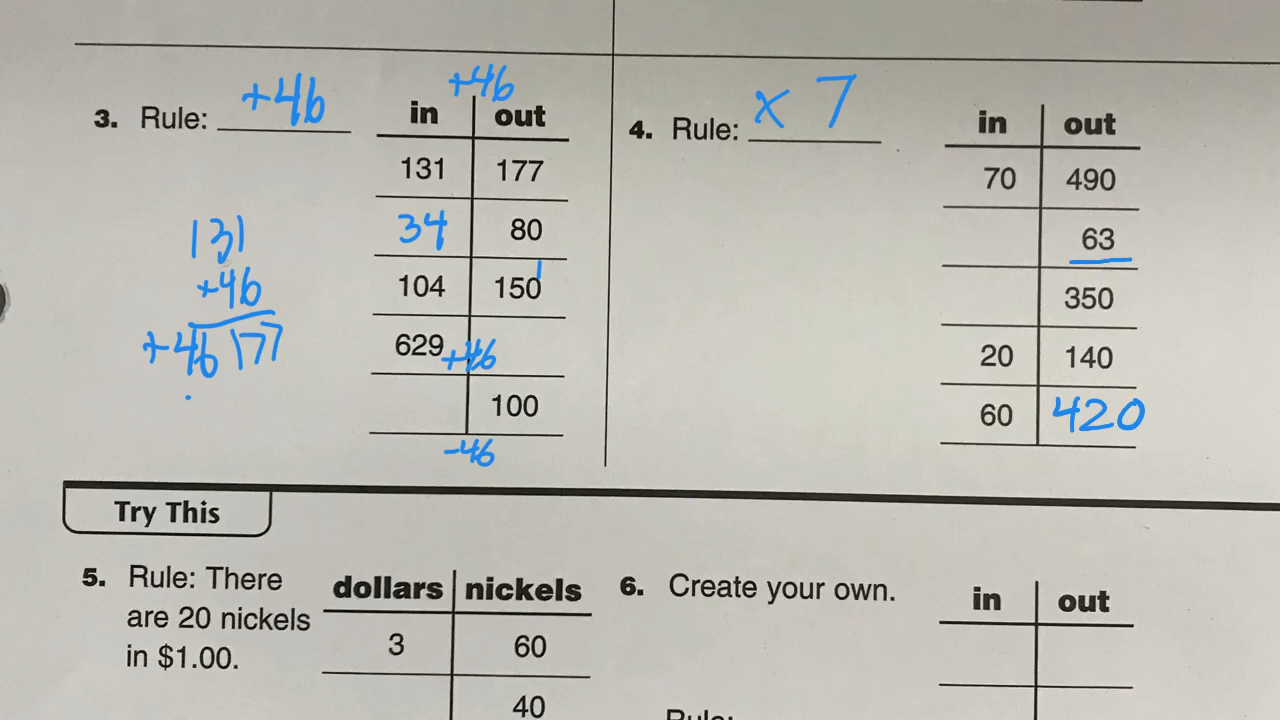 3. Rule: +46
+46
in out
131 177
34 80
104 150
629 +46
100
-46
131
+46
+46 177
4. Rule: x 7
in out
70 490
63
350
20 140
60 420
Try This
5. Rule: There
are 20 nickels
in $1.00.
dollars nickels
3 60
40
6. Create your own.
in out
Rule: